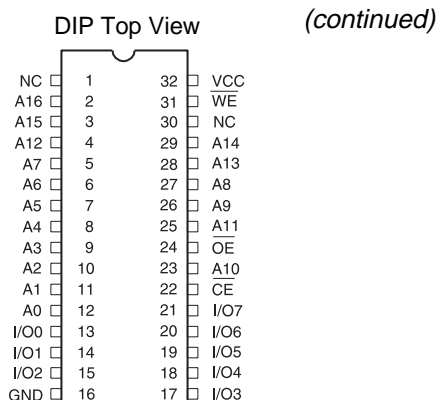 DIP Top View (continued)
NC 1 32 VCC
A16 2 31 WE
A15 3 30 NC
A12 4 29 A14
A7 5 28 A13
A6 6 27 A8
A5 7 26 A9
A4 8 25 A11
A3 9 24 OE
A2 10 23 A10
A1 11 22 CE
A0 12 21 I/O7
I/O0 13 20 I/O6
I/O1 14 19 I/O5
I/O2 15 18 I/O4
GND 16 17 I/O3